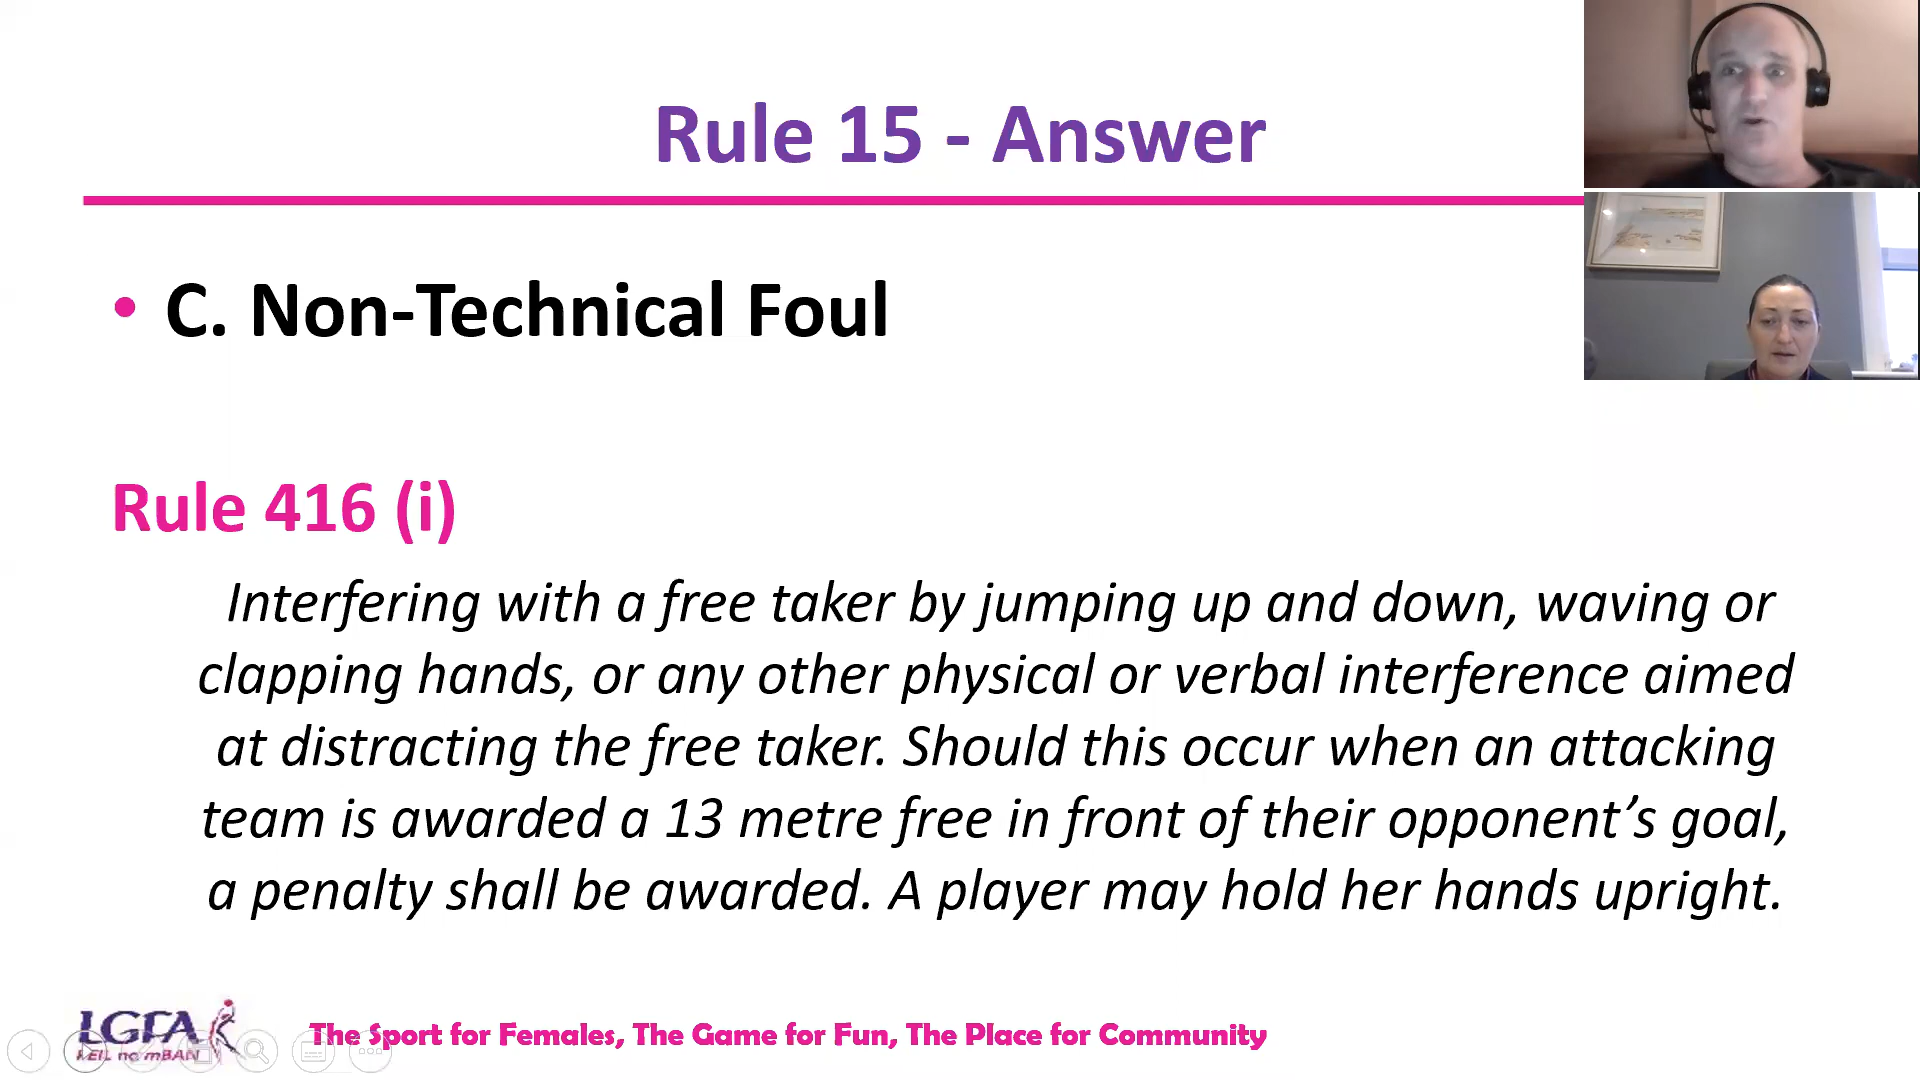 Rule 15 - Answer
• C. Non-Technical Foul
Rule 416 (i)
Interfering with a free taker by jumping up and down, waving or
clapping hands, or any other physical or verbal interference aimed
at distracting the free taker. Should this occur when an attacking
team is awarded a 13 metre free in front of their opponent’s goal,
a penalty shall be awarded. A player may hold her hands upright.
LGFA
PEIL na mBAN
The Sport for Females, The Game for Fun, The Place for Community